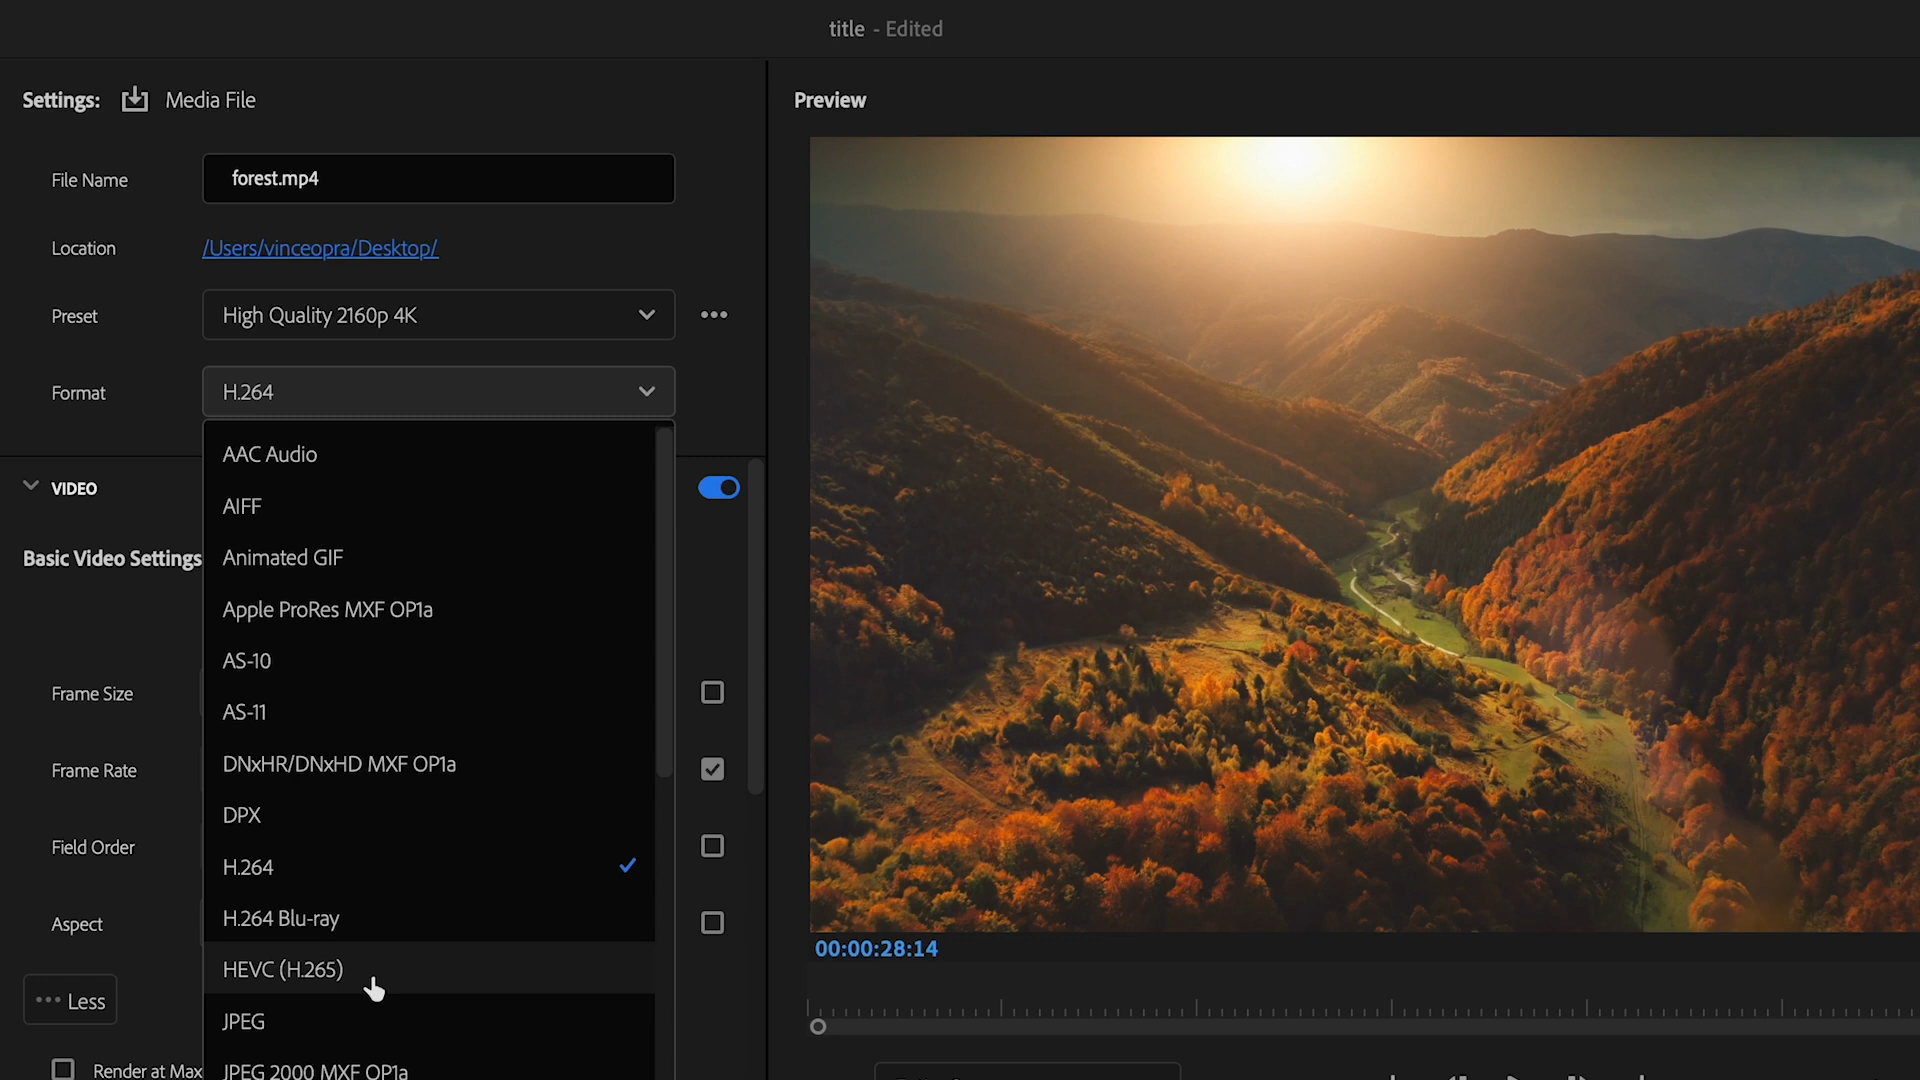 title - Edited
Settings: Media File
Preview
File Name forest.mp4
Location /Users/vinceopra/Desktop/
Preset High Quality 2160p 4K
Format H.264
AAC Audio
VIDEO
AIFF
Basic Video Settings
Animated GIF
Apple ProRes MXF OP1a
AS-10
Frame Size
AS-11
Frame Rate
DNxHR/DNxHD MXF OP1a
DPX
Field Order
H.264
Aspect
H.264 Blu-ray
00:00:28:14
HEVC (H.265)
Less
JPEG
Render at Max
JPEG 2000 MXF OP1a